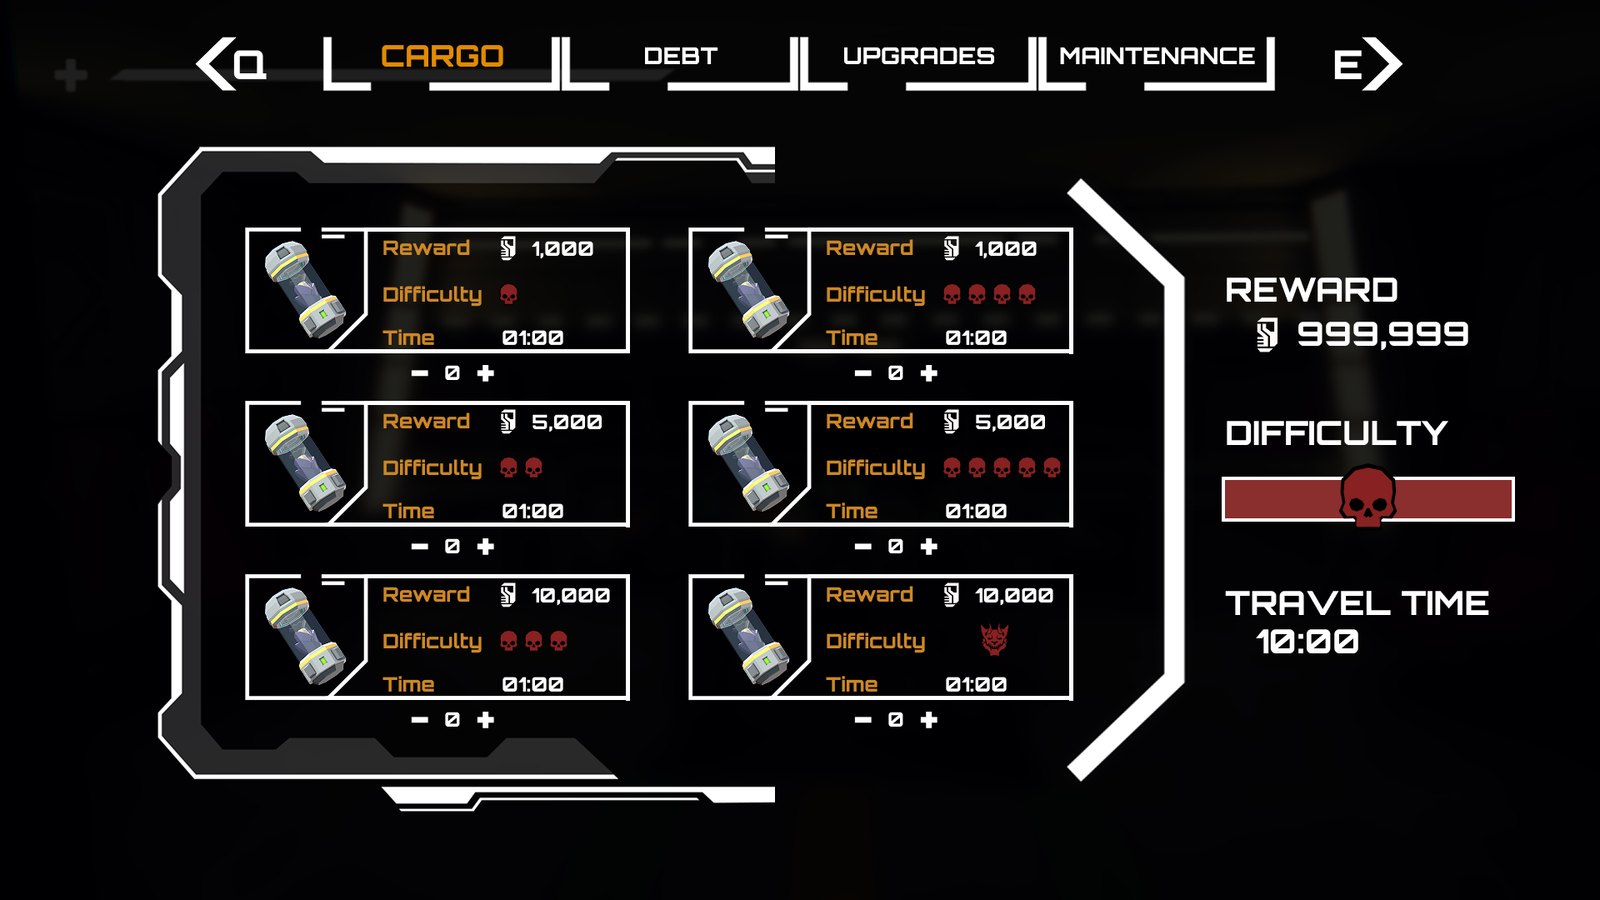 Q
CARGO
DEBT
UPGRADES
MAINTENANCE
E
Reward 1,000
Difficulty
Time 01:00
- 0 +
Reward 1,000
Difficulty
Time 01:00
- 0 +
Reward 5,000
Difficulty
Time 01:00
- 0 +
Reward 5,000
Difficulty
Time 01:00
- 0 +
Reward 10,000
Difficulty
Time 01:00
- 0 +
Reward 10,000
Difficulty
Time 01:00
- 0 +
REWARD
999,999
DIFFICULTY
TRAVEL TIME
10:00